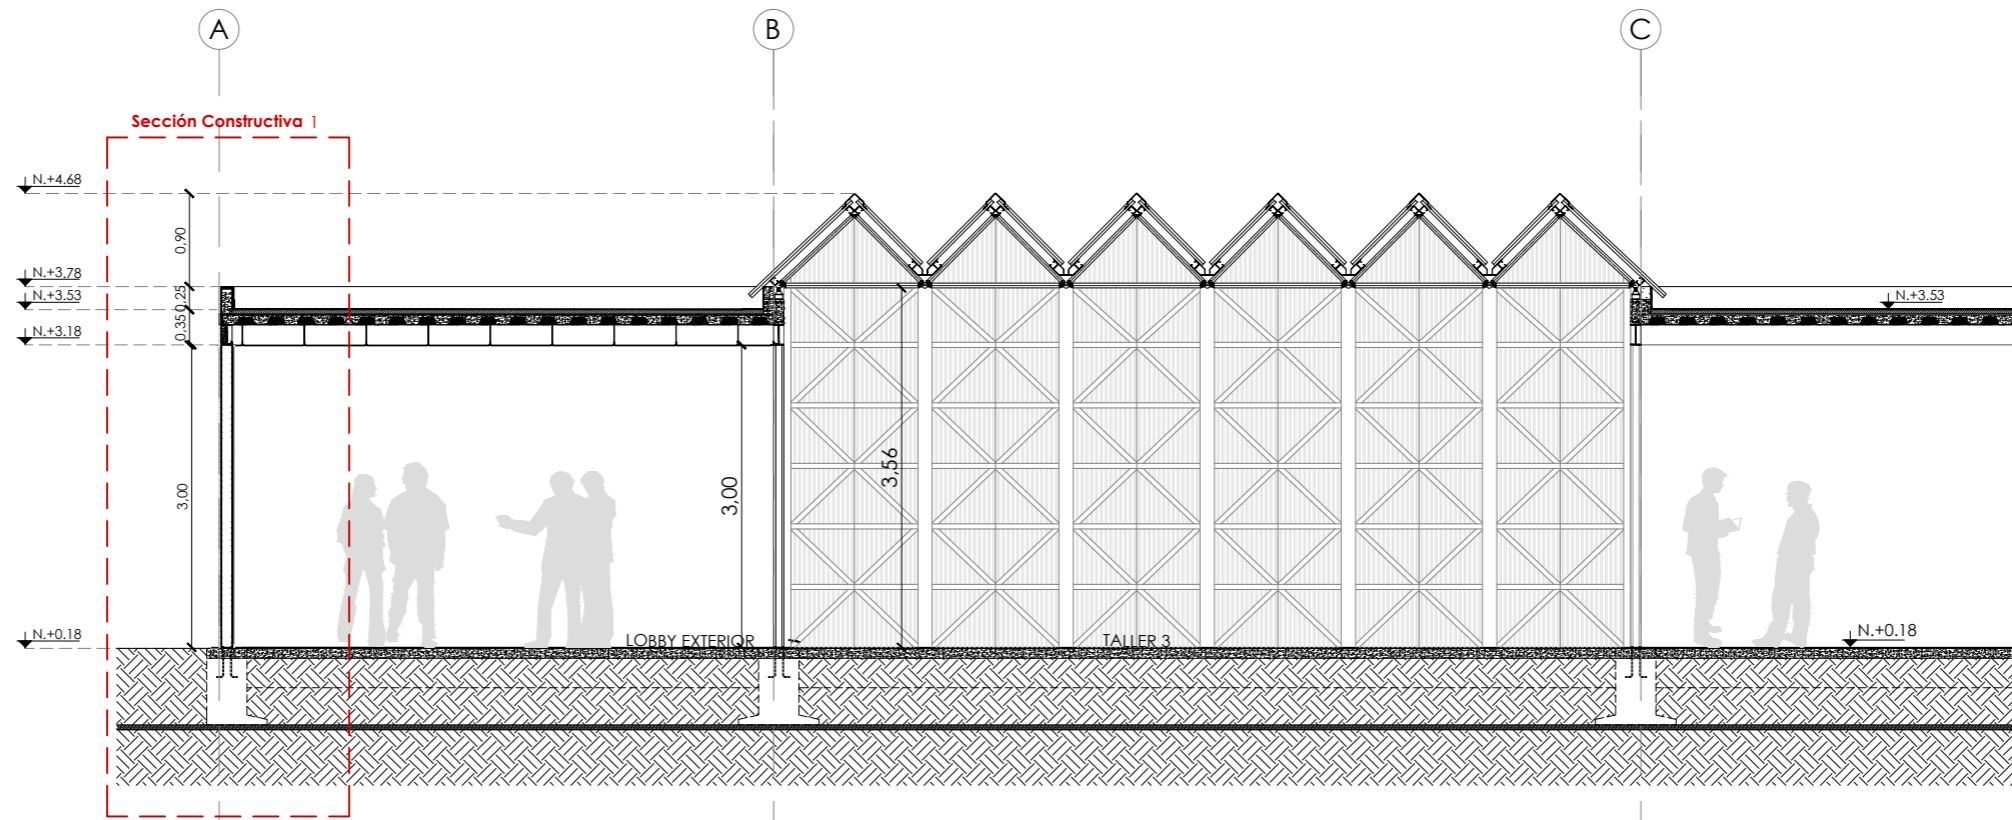 A
B
C
Sección Constructiva 1
N.+4.68
0,90
N.+3.78
0,25
N.+3.53
N.+3.53
0,35
N.+3.18
3,56
3,00
3,00
N.+0.18
LOBBY EXTERIOR
TALLER 3
N.+0.18